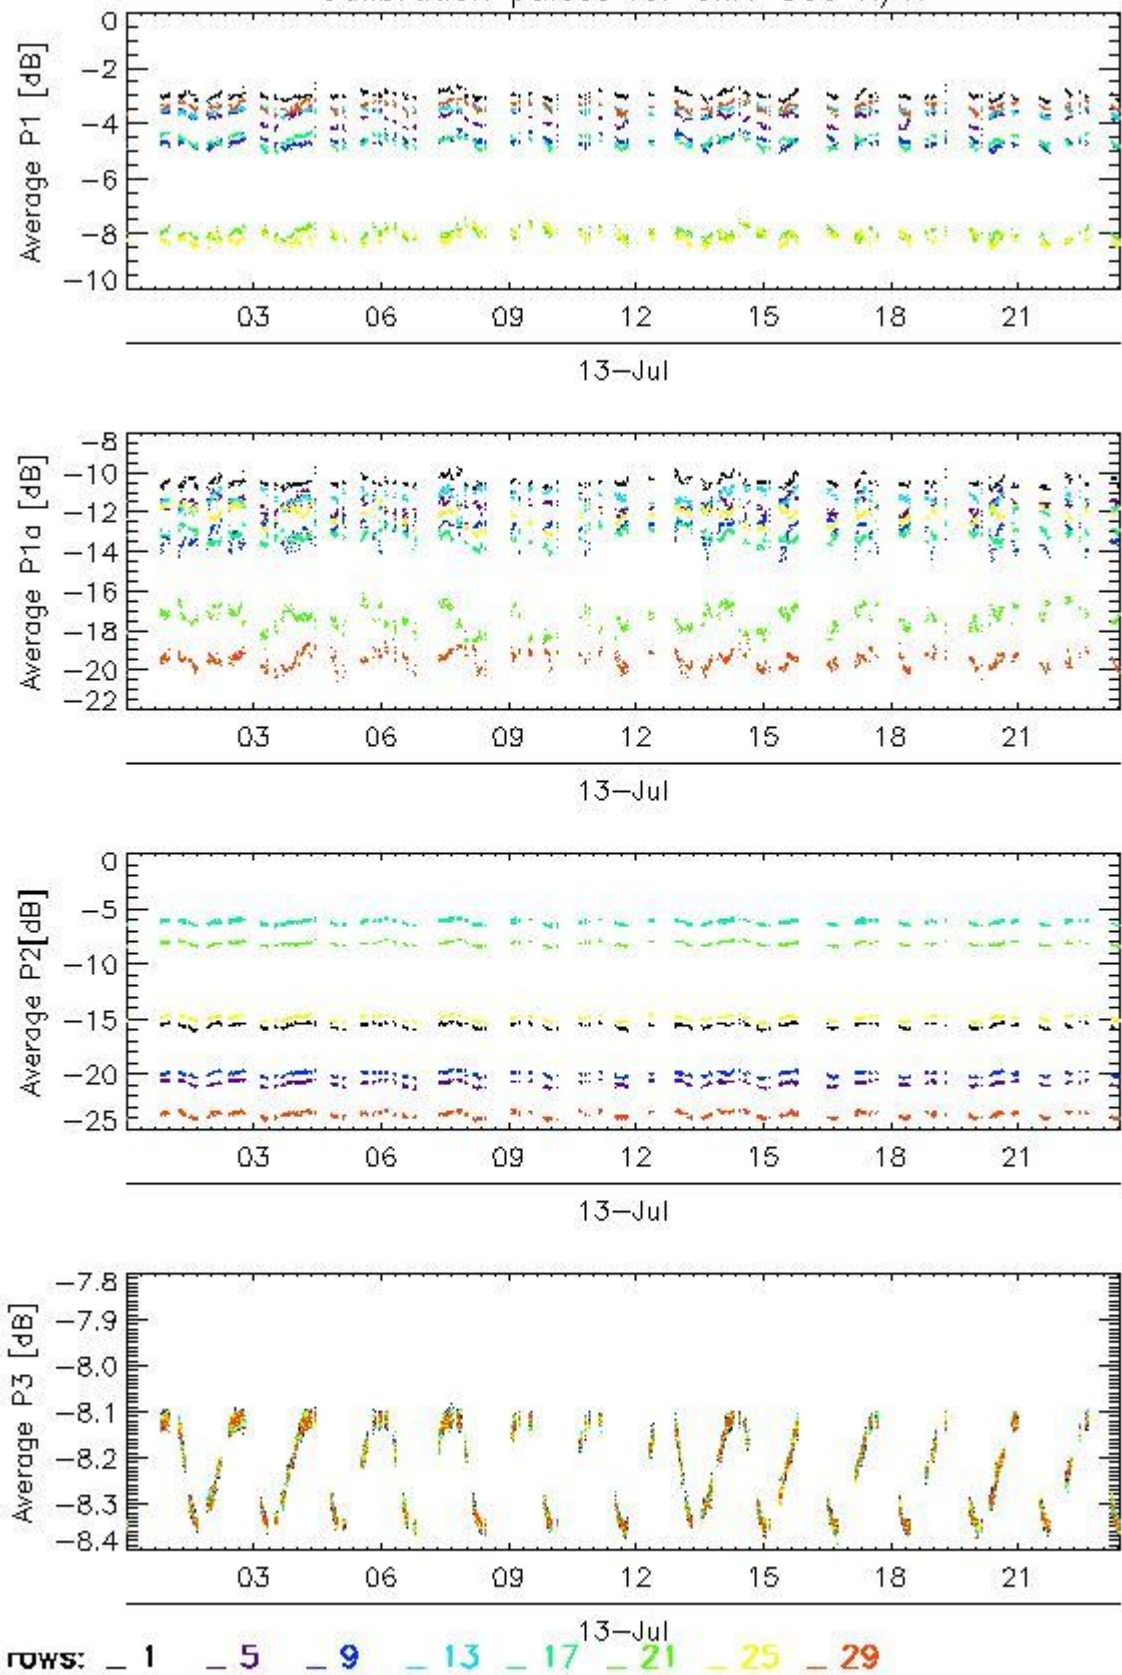 0
−2
−4
−6
−8
−10
Average P1 [dB]
03 06 09 12 15 18 21
13−Jul
−8
−10
−12
−14
−16
−18
−20
−22
Average P1a [dB]
03 06 09 12 15 18 21
13−Jul
0
−5
−10
−15
−20
−25
Average P2[dB]
03 06 09 12 15 18 21
13−Jul
−7.8
−7.9
−8.0
−8.1
−8.2
−8.3
−8.4
Average P3 [dB]
03 06 09 12 15 18 21
13−Jul
rows: _ 1 _ 5 _ 9 _ 13 _ 17 _ 21 _ 25 _ 29